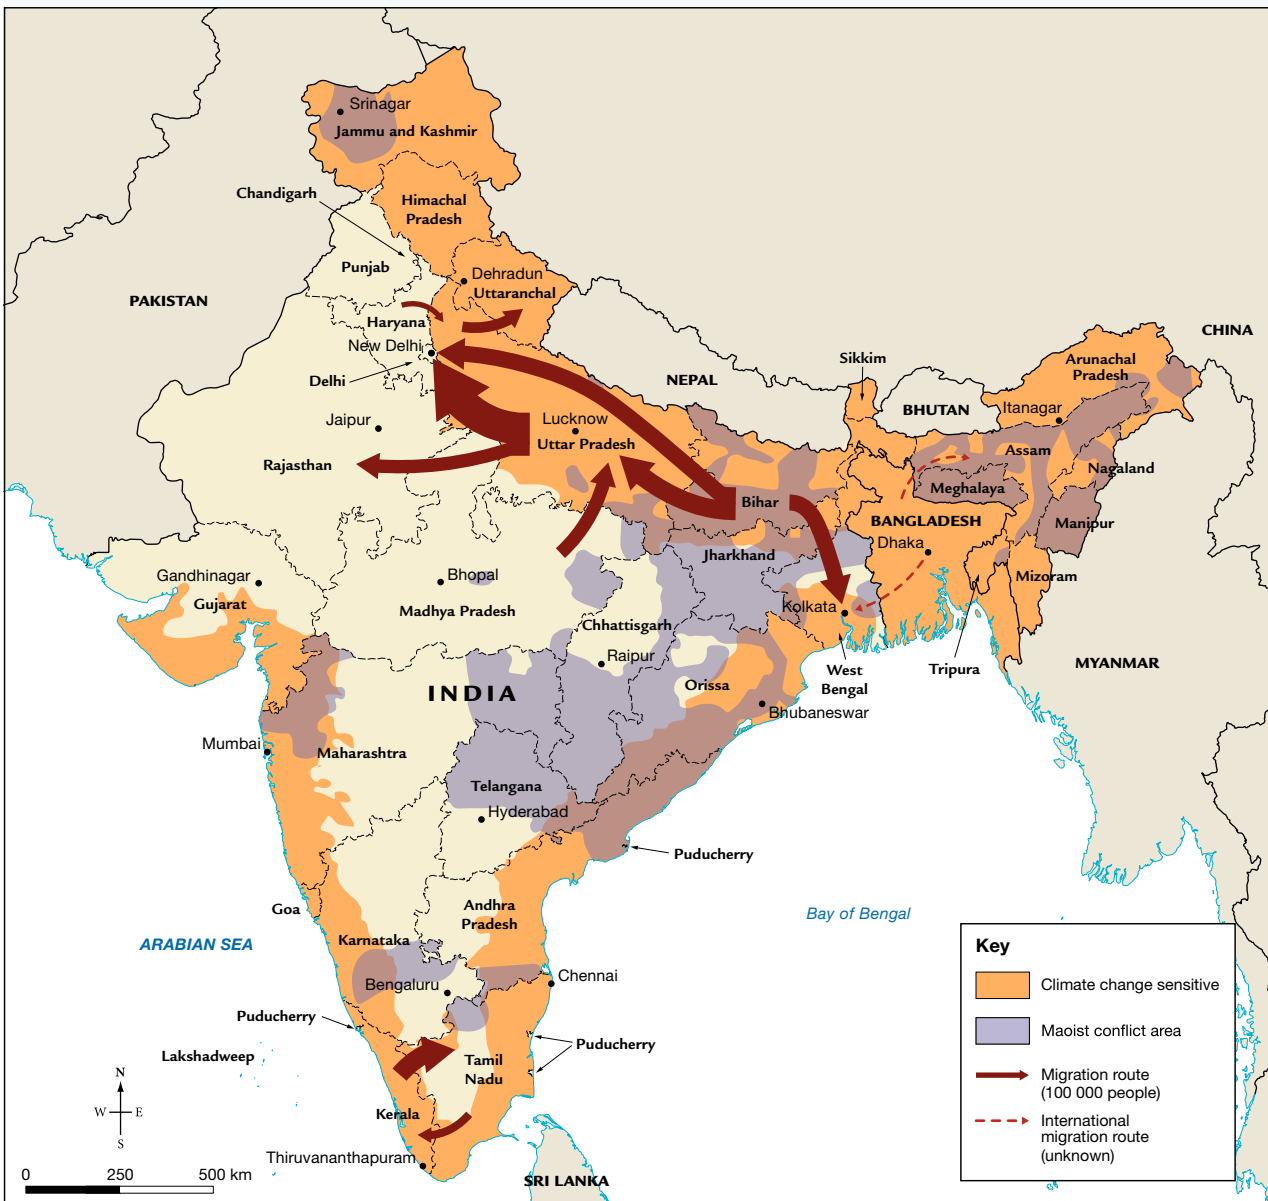 Srinagar
Jammu and Kashmir
Chandigarh
Himachal
Pradesh
Punjab
Dehradun
Uttaranchal
PAKISTAN
Haryana
New Delhi
Delhi
CHINA
Sikkim
Arunachal
Pradesh
NEPAL
BHUTAN
Itanagar
Jaipur
Lucknow
Uttar Pradesh
Rajasthan
Assam
Nagaland
Meghalaya
Bihar
BANGLADESH
Manipur
Dhaka
Jharkhand
Gandhinagar
Gujarat
Bhopal
Madhya Pradesh
Mizoram
Kolkata
Chhattisgarh
Raipur
West
Bengal
Tripura
MYANMAR
INDIA
Orissa
Bhubaneswar
Mumbai
Maharashtra
Telangana
Hyderabad
Puducherry
Goa
Andhra
Pradesh
Bay of Bengal
ARABIAN SEA
Karnataka
Bengaluru
Chennai
Puducherry
Puducherry
Lakshadweep
Tamil
Nadu
Kerala
Thiruvananthapuram
SRI LANKA
N
W E
S
0 250 500 km
Key
Climate change sensitive
Maoist conflict area
Migration route
(100 000 people)
International
migration route
(unknown)